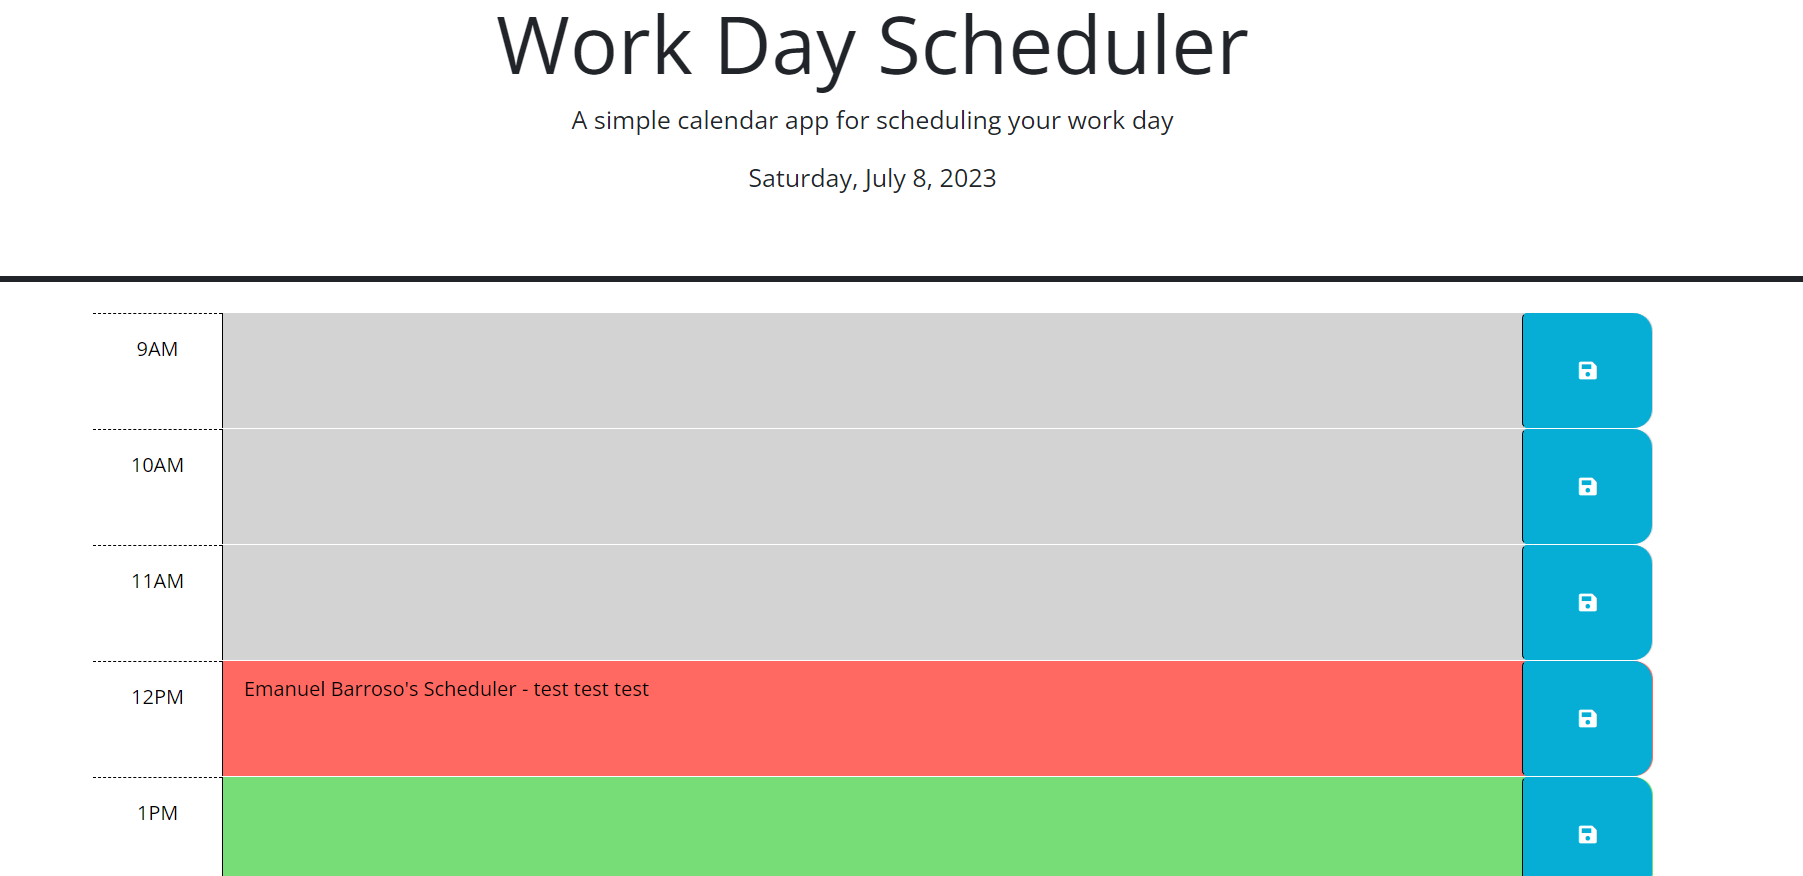 Work Day Scheduler
A simple calendar app for scheduling your work day
Saturday, July 8, 2023
9AM
10AM
11AM
12PM
Emanuel Barroso's Scheduler - test test test
1PM